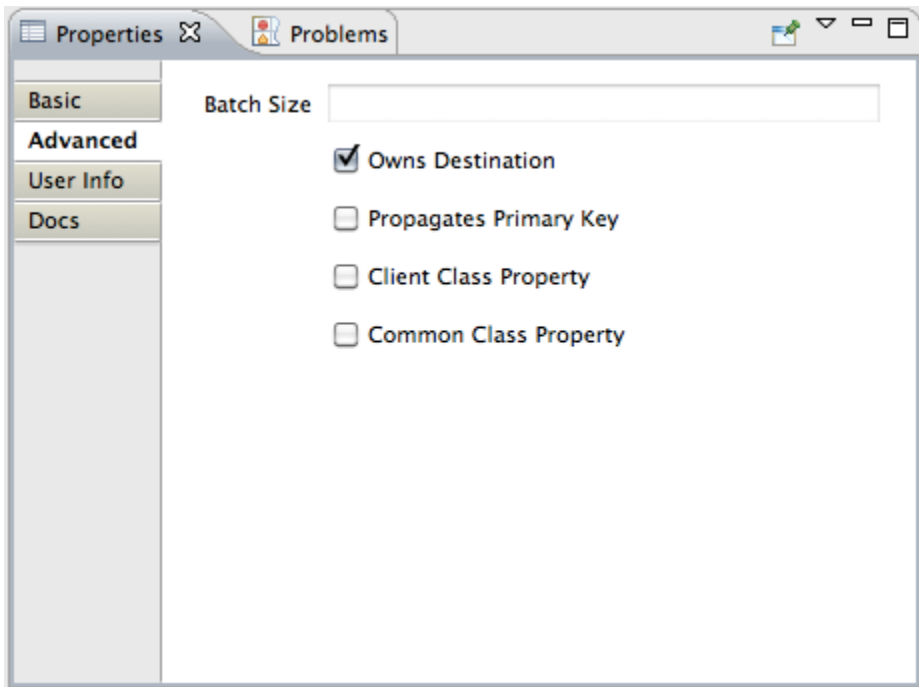 Properties Problems
Basic
Batch Size
Advanced
Owns Destination
User Info
Propagates Primary Key
Docs
Client Class Property
Common Class Property